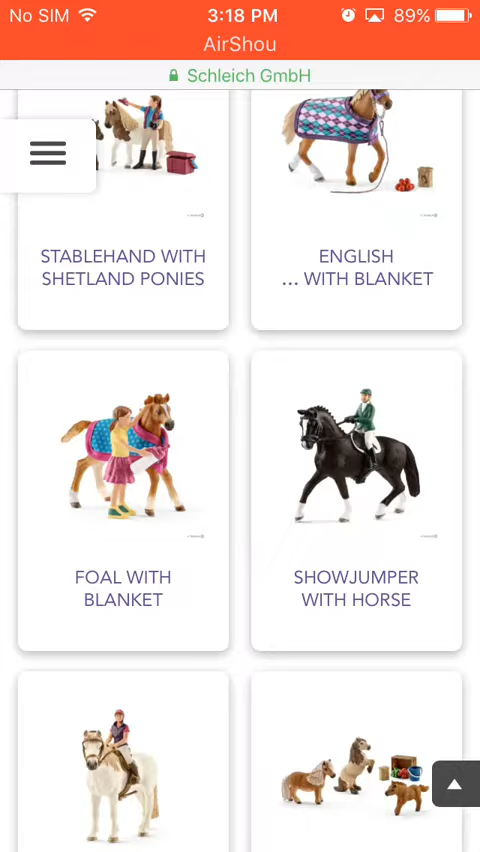 No SIM 3:18 PM 89%
AirShou
Schleich GmbH
STABLEHAND WITH
SHETLAND PONIES
ENGLISH
... WITH BLANKET
FOAL WITH
BLANKET
SHOWJUMPER
WITH HORSE